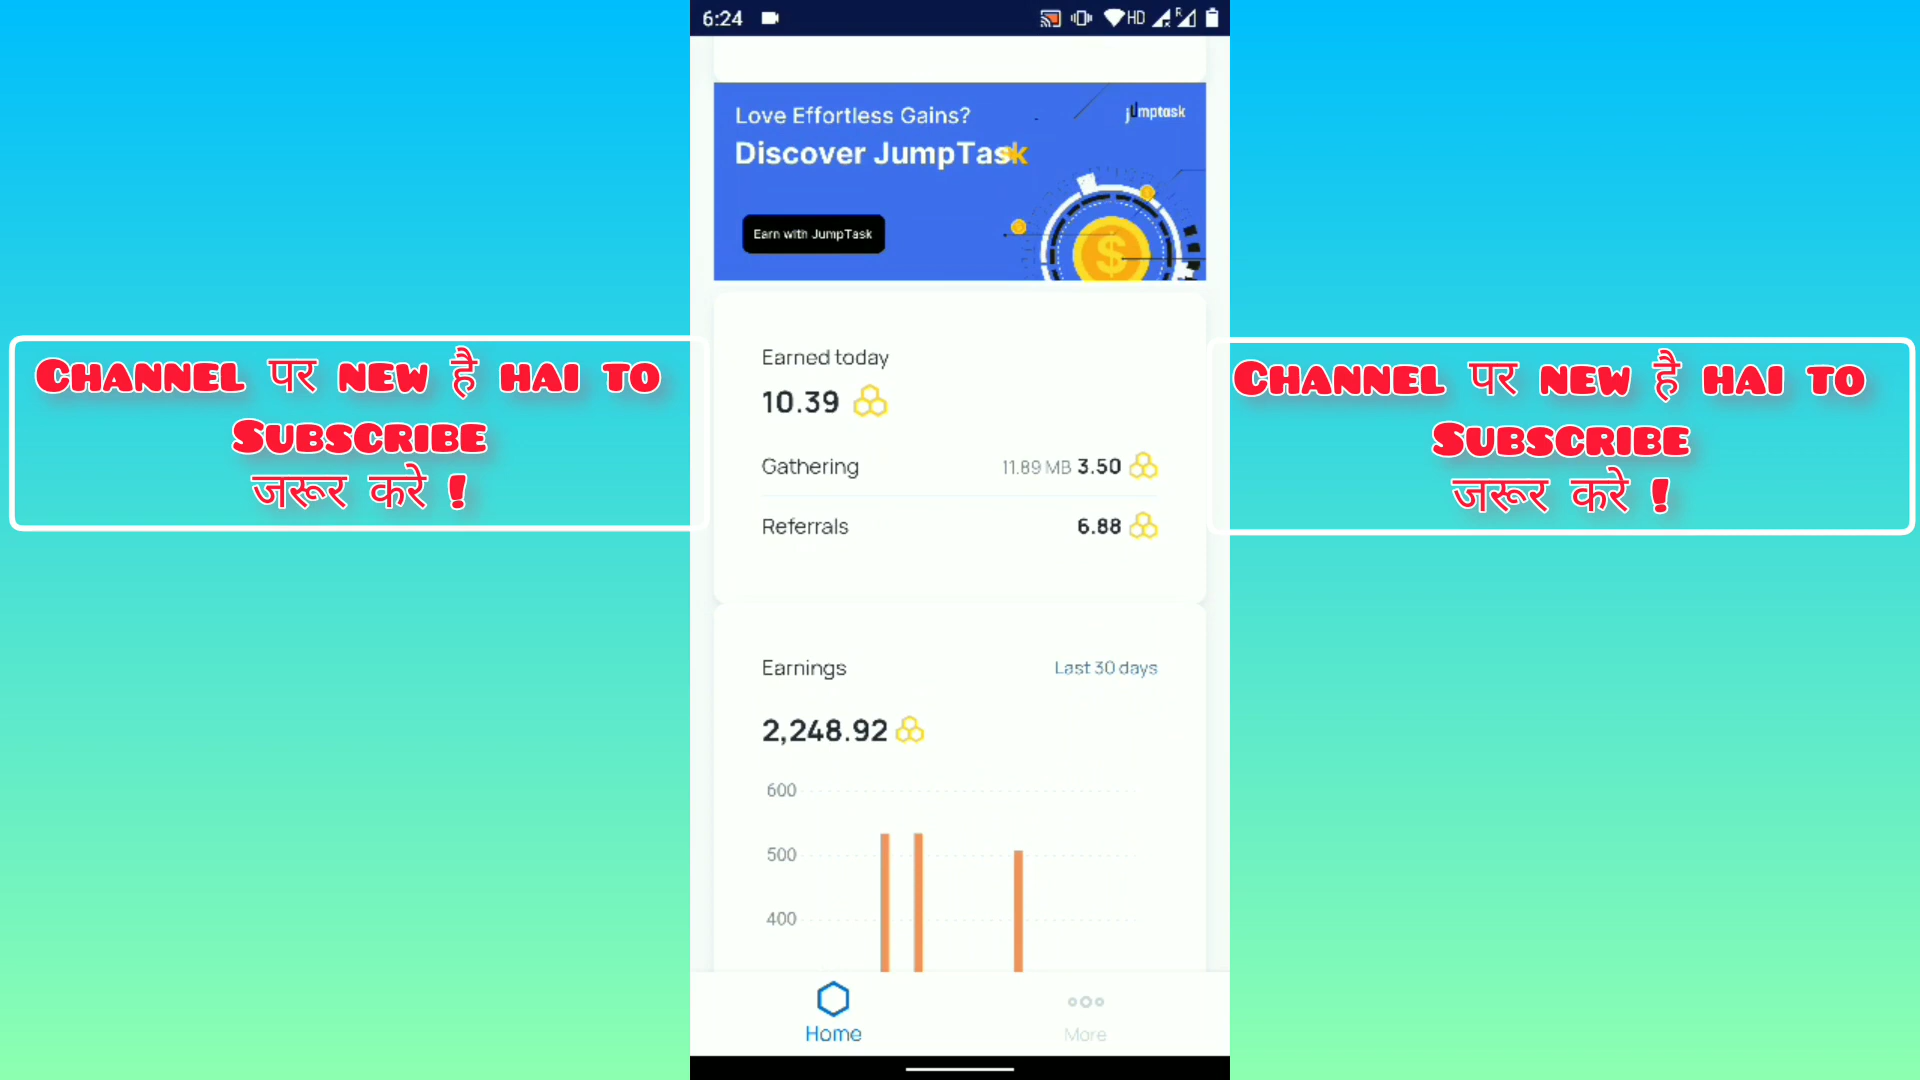 6:24
HD
R
Love Effortless Gains?
jumptask
Discover JumpTask
Earn with JumpTask
Earned today
10.39
Gathering 11.89 MB 3.50
Referrals 6.88
Earnings Last 30 days
2,248.92
600
500
400
Home More
Channel पर new है hai to
Subscribe
जरूर करे !
Channel पर new है hai to
Subscribe
जरूर करे !